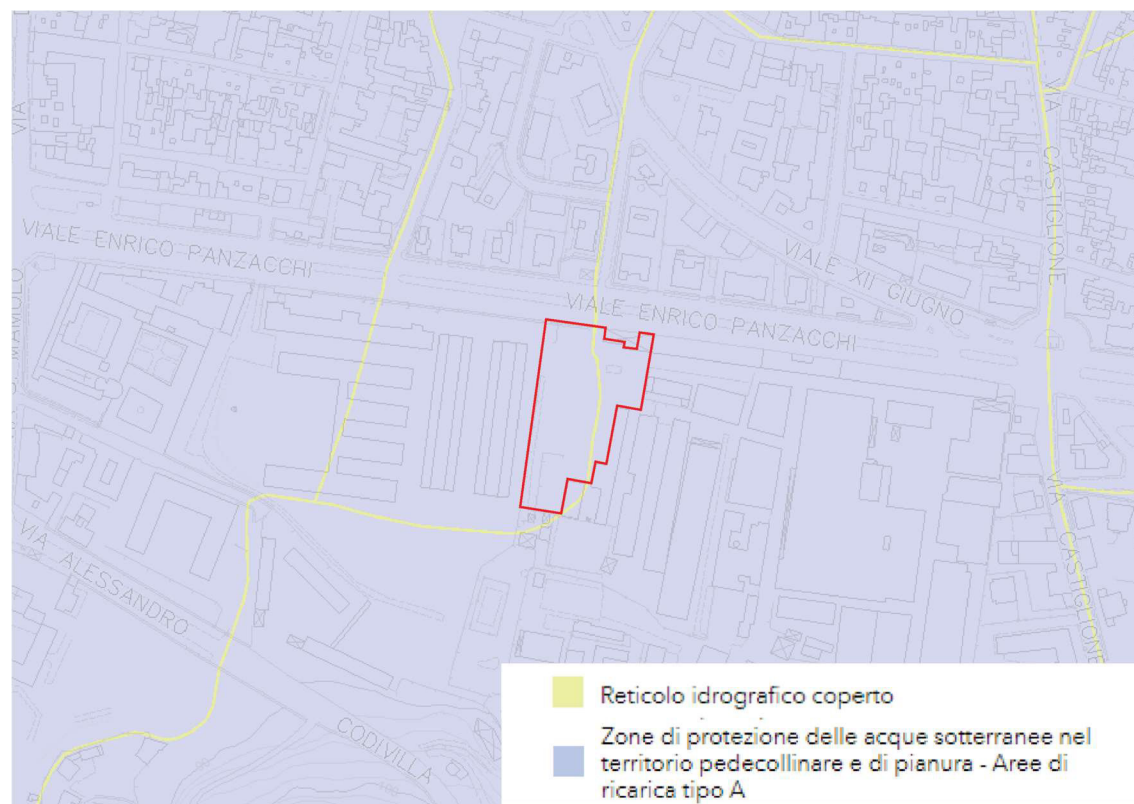 VIA
VIA CASTIGLIONE
VIALE ENRICO PANZACCHI
VIALE XII GIUGNO
VIALE ENRICO PANZACCHI
MAMOLO
VIA ALESSANDRO
CODIVILLA
VIA CASTIGLIONE
Reticolo idrografico coperto
Zone di protezione delle acque sotterranee nel
territorio pedecollinare e di pianura - Aree di
ricarica tipo A